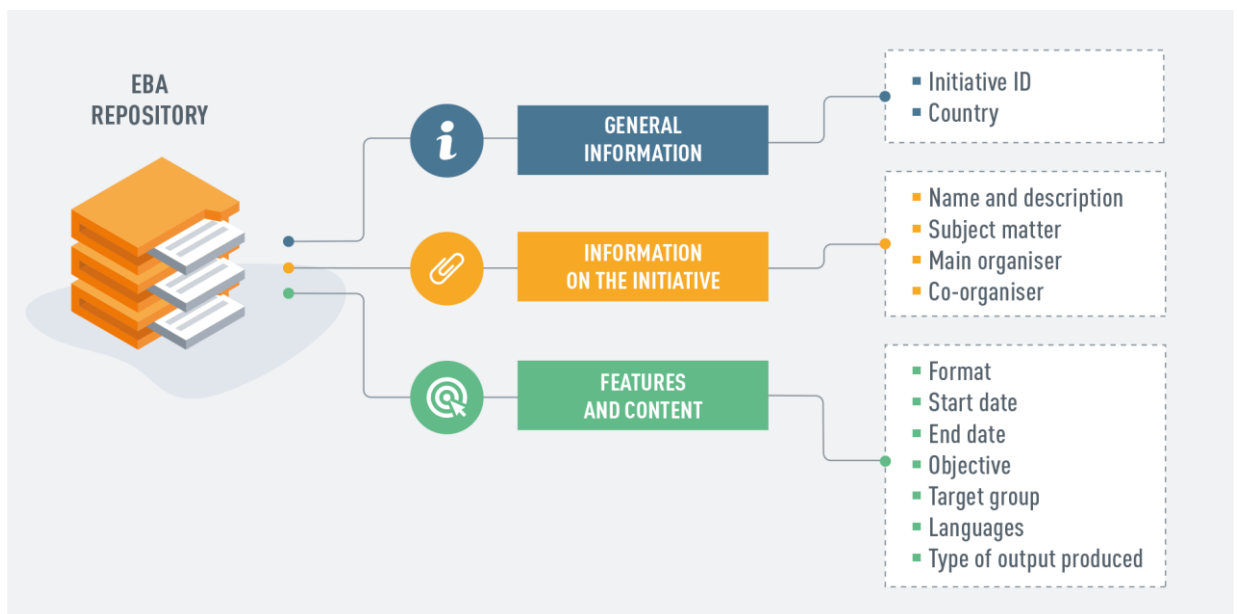 EBA
REPOSITORY
GENERAL
INFORMATION
Initiative ID
Country
INFORMATION
ON THE INITIATIVE
Name and description
Subject matter
Main organiser
Co-organiser
FEATURES
AND CONTENT
Format
Start date
End date
Objective
Target group
Languages
Type of output produced